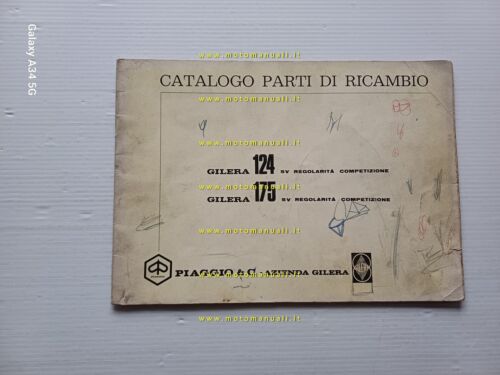 www.motomanuali.it
CATALOGO PARTI DI RICAMBIO
www.motomanuali.it
www.motomanuali.it
GILERA 124 5V REGOLARITÀ COMPETIZIONE
www.motomanuali.it
GILERA 175 5V REGOLARITÀ COMPETIZIONE
www.motomanuali.it
PIAGGIO & C. - AZIENDA GILERA
GILERA
www.motomanuali.it
www.motomanuali.it
Galaxy A34 5G